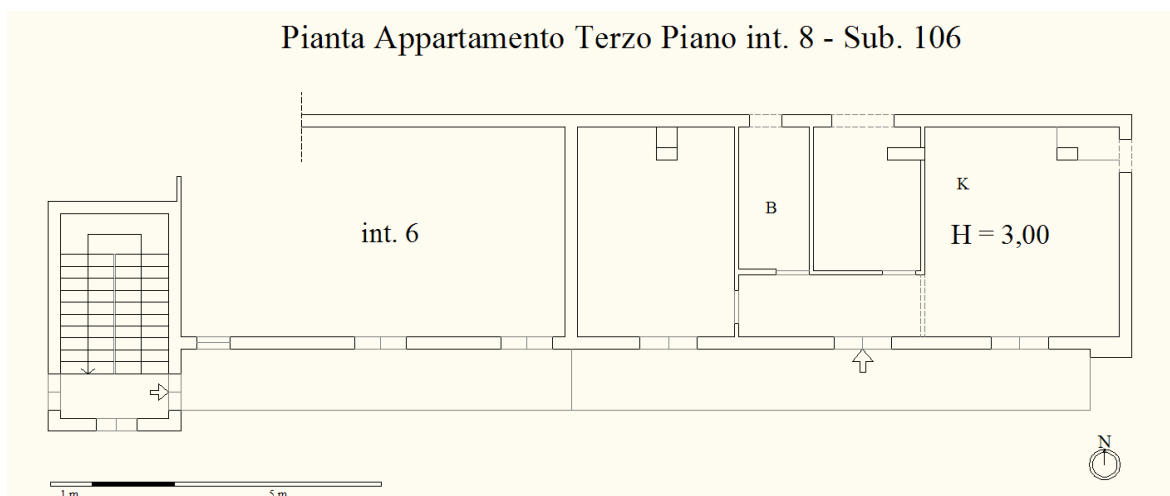 Pianta Appartamento Terzo Piano int. 8 - Sub. 106
K
B
int. 6
H = 3,00
N
1 m
5 m